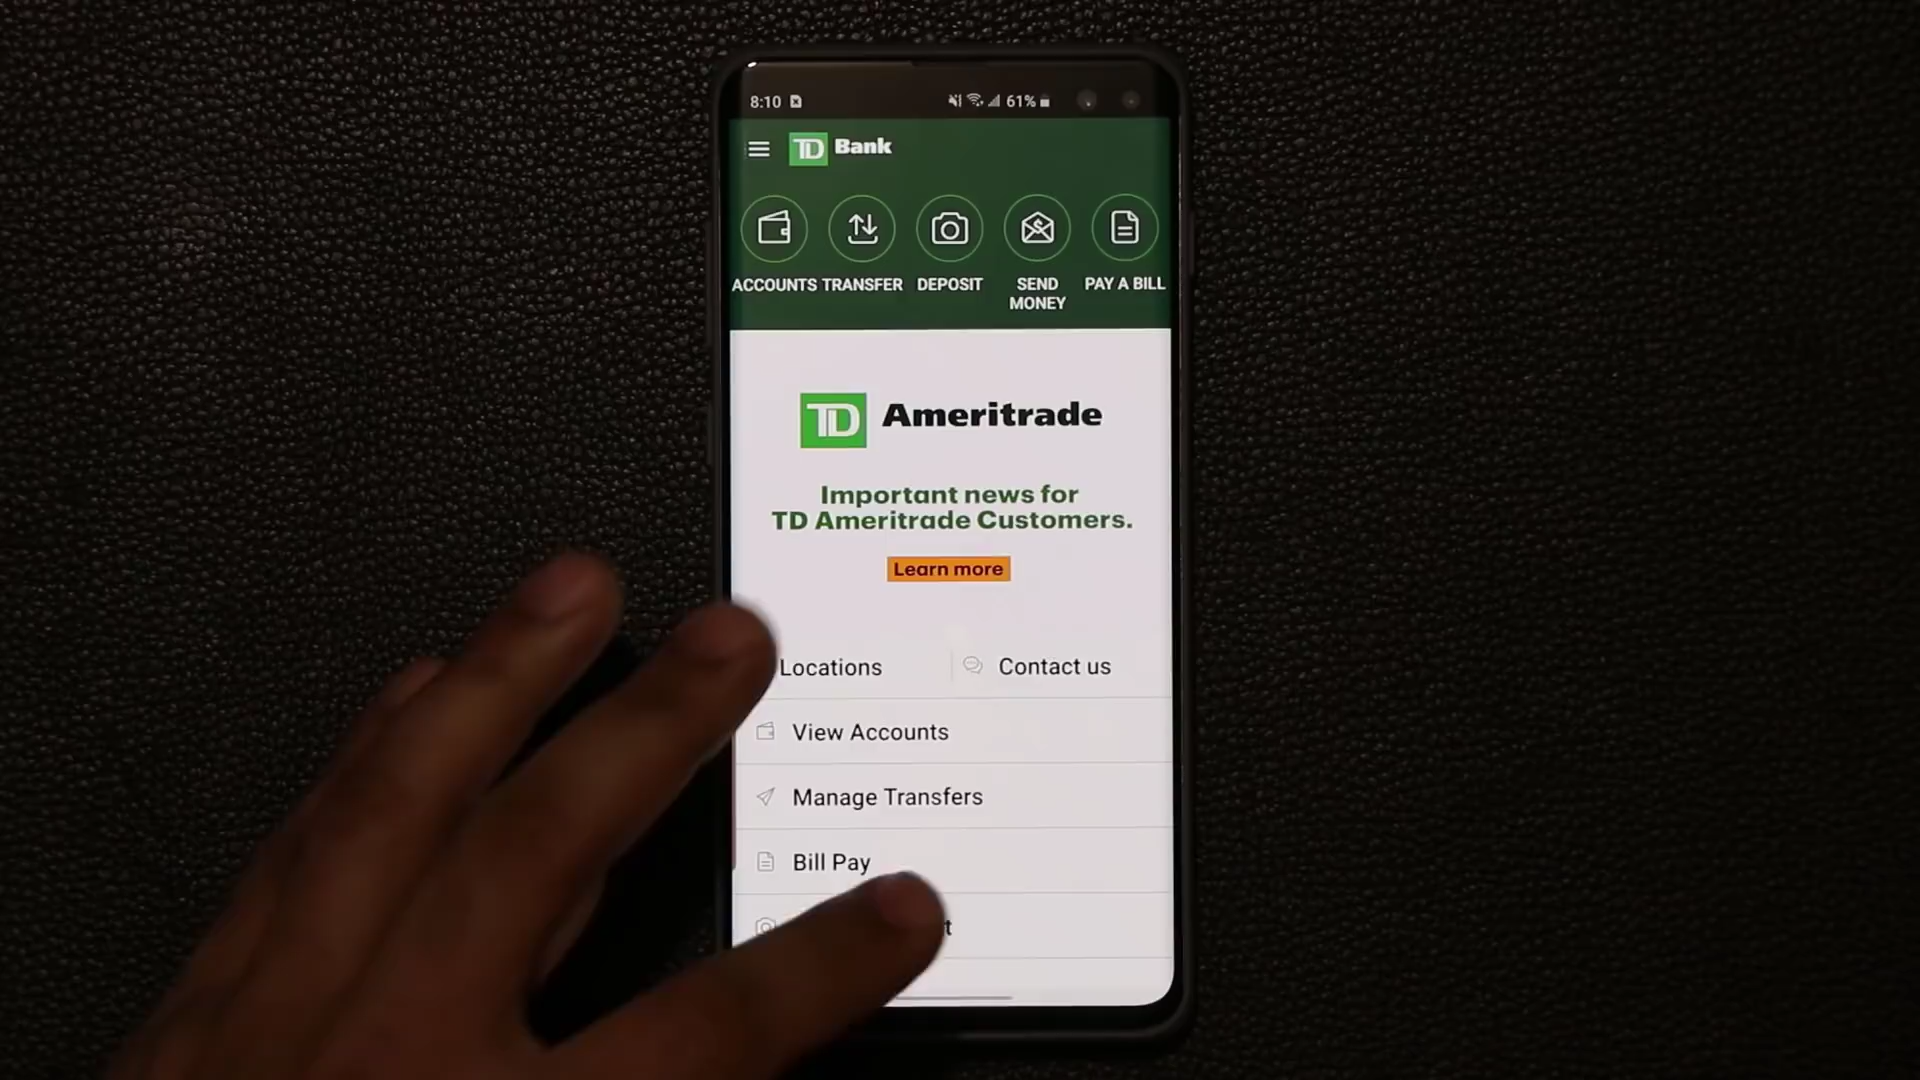 8:10 61%
TD Bank
ACCOUNTS TRANSFER DEPOSIT SEND MONEY PAY A BILL
TD Ameritrade
Important news for
TD Ameritrade Customers.
Learn more
Locations Contact us
View Accounts
Manage Transfers
Bill Pay